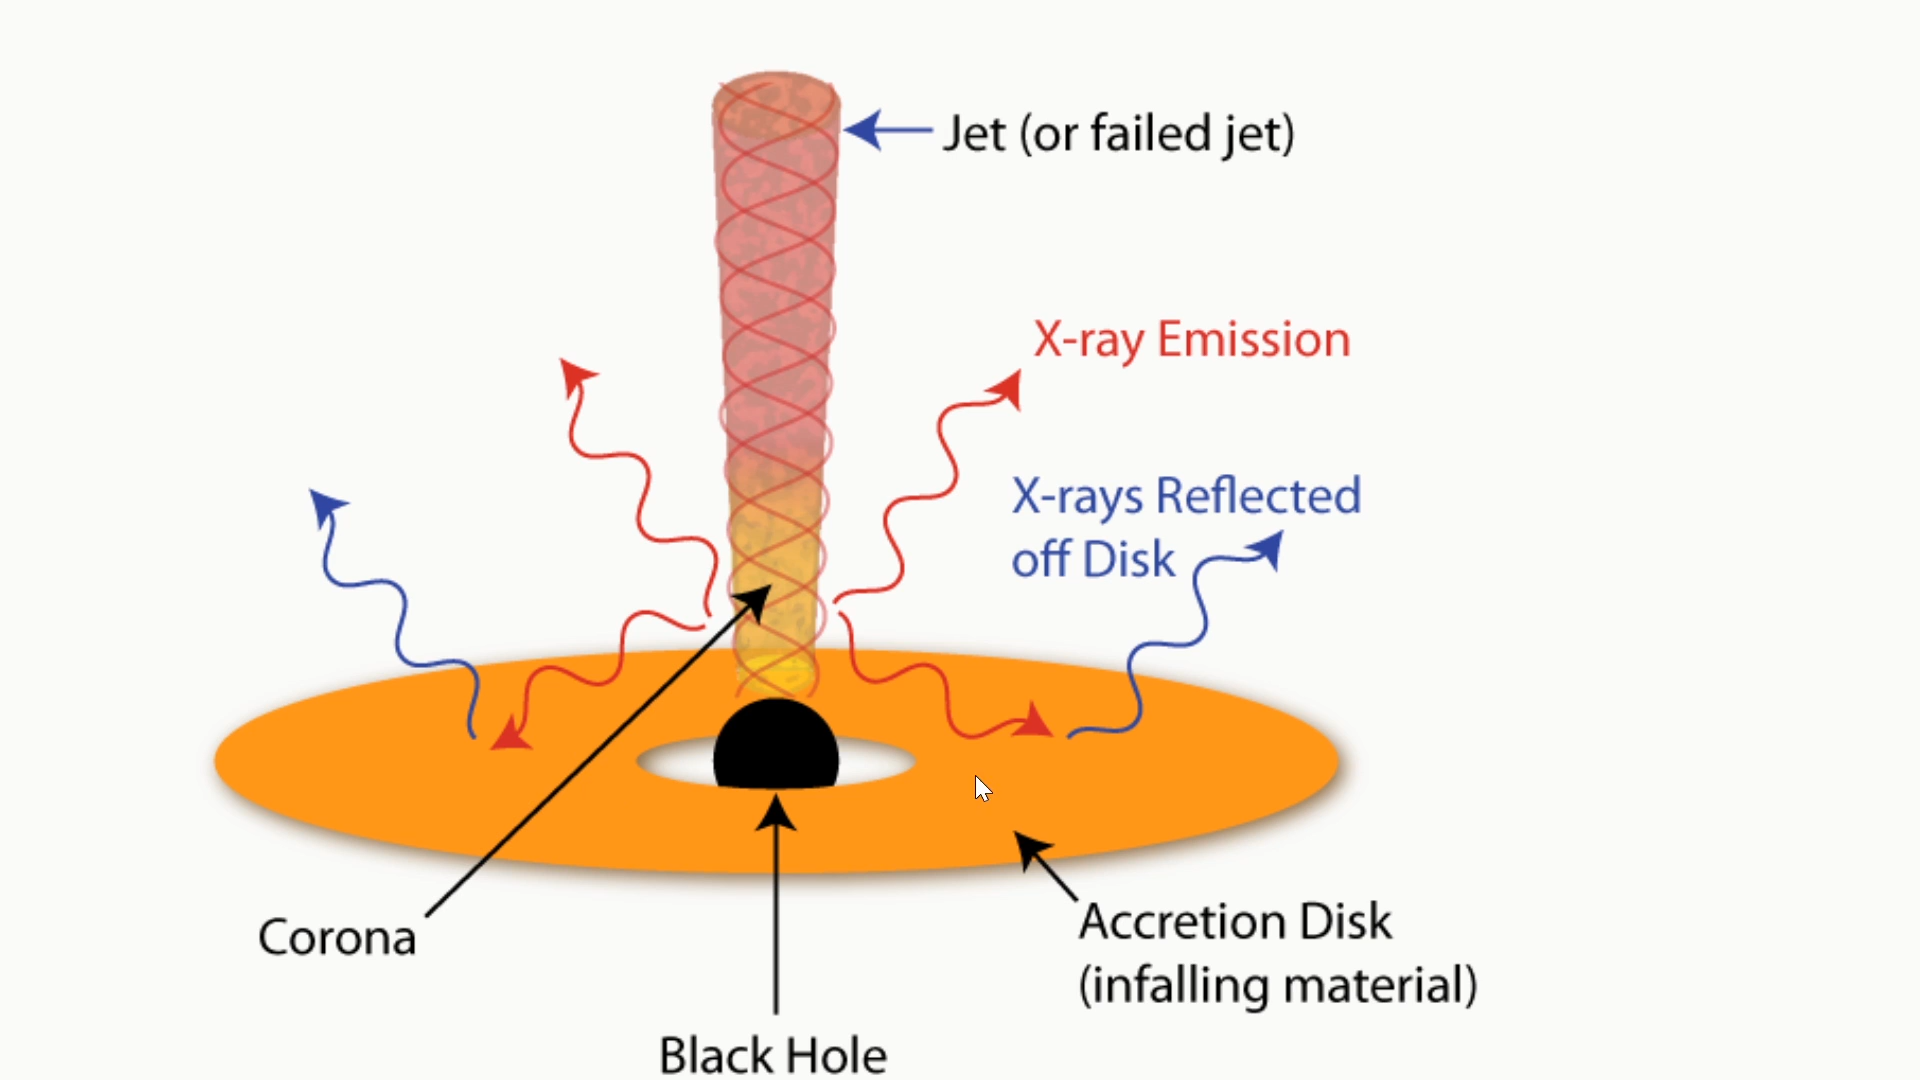 Jet (or failed jet)
X-ray Emission
X-rays Reflected
off Disk
Corona
Accretion Disk
(infalling material)
Black Hole